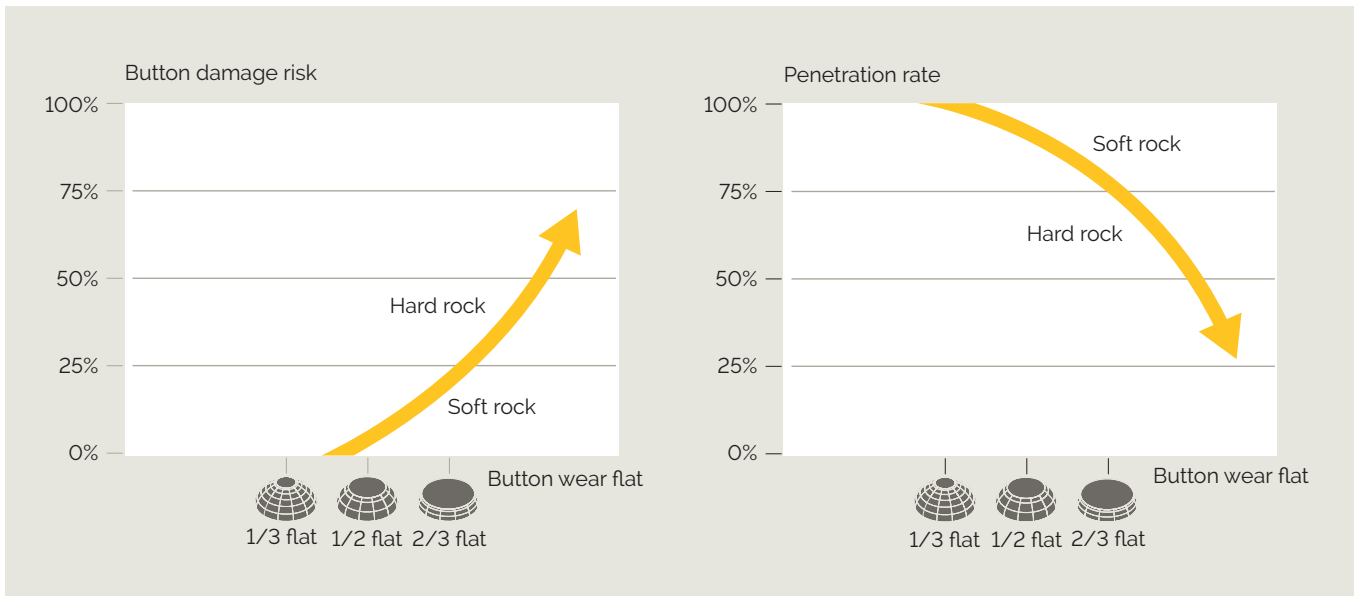 Button damage risk
100%
75%
50%
25%
0%
Hard rock
Soft rock
Button wear flat
1/3 flat 1/2 flat 2/3 flat
Penetration rate
100%
75%
50%
25%
0%
Soft rock
Hard rock
Button wear flat
1/3 flat 1/2 flat 2/3 flat